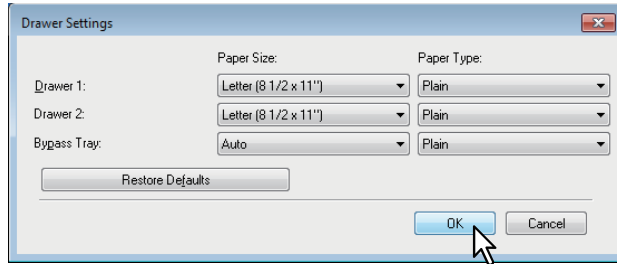 Drawer Settings
Paper Size: Paper Type:
Drawer 1: Letter (8 1/2 x 11") Plain
Drawer 2: Letter (8 1/2 x 11") Plain
Bypass Tray: Auto Plain
Restore Defaults
OK Cancel